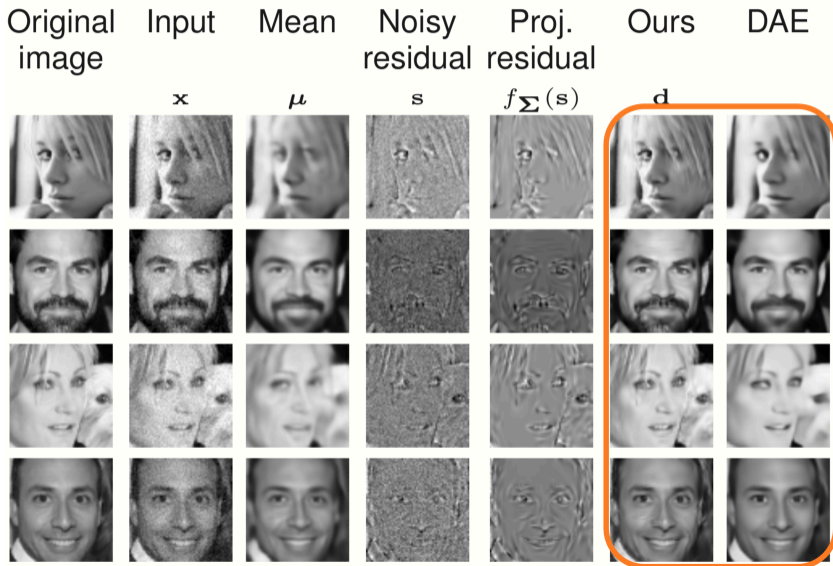 Original image
Input
Mean
Noisy residual
Proj. residual
Ours
DAE
x
μ
s
f_Σ(s)
d